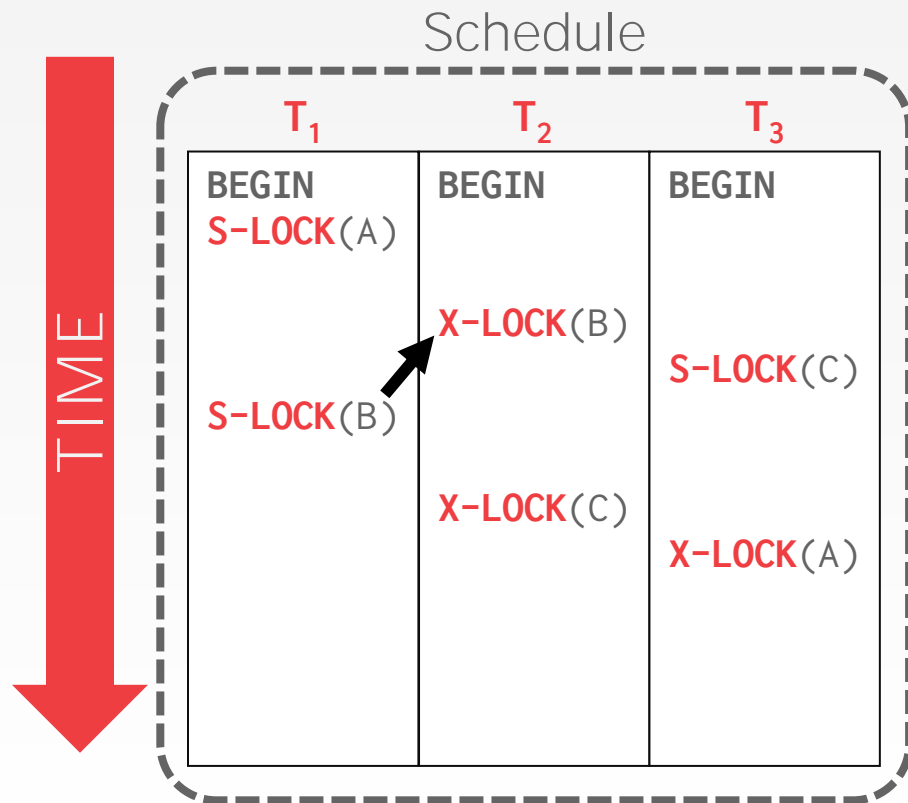 Schedule
TIME
T₁ T₂ T₃
BEGIN BEGIN BEGIN
S-LOCK(A)
X-LOCK(B)
S-LOCK(C)
S-LOCK(B)
X-LOCK(C)
X-LOCK(A)